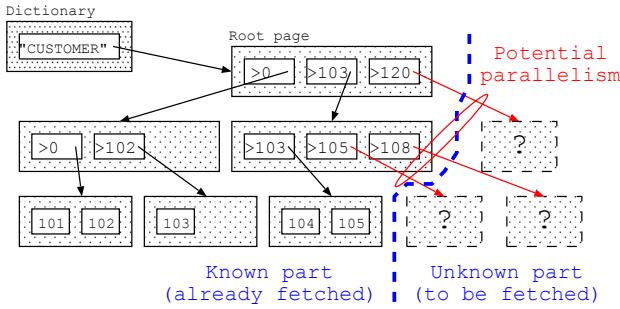 Dictionary
"CUSTOMER"
Root page
>0 >103 >120
Potential
parallelism
>0 >102
>103 >105 >108
?
101 102
103
104 105
?
?
Known part
(already fetched)
Unknown part
(to be fetched)